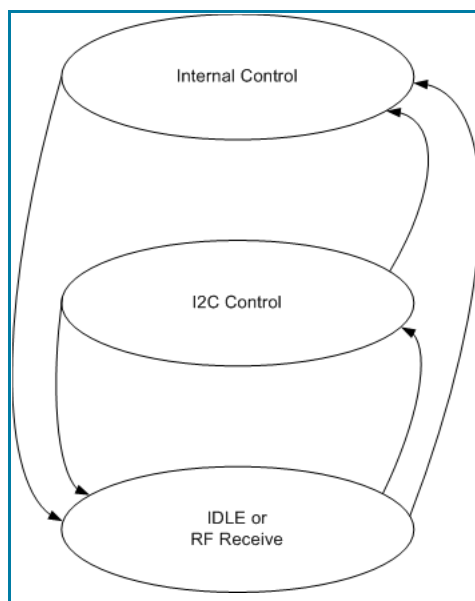 Internal Control
I2C Control
IDLE or
RF Receive